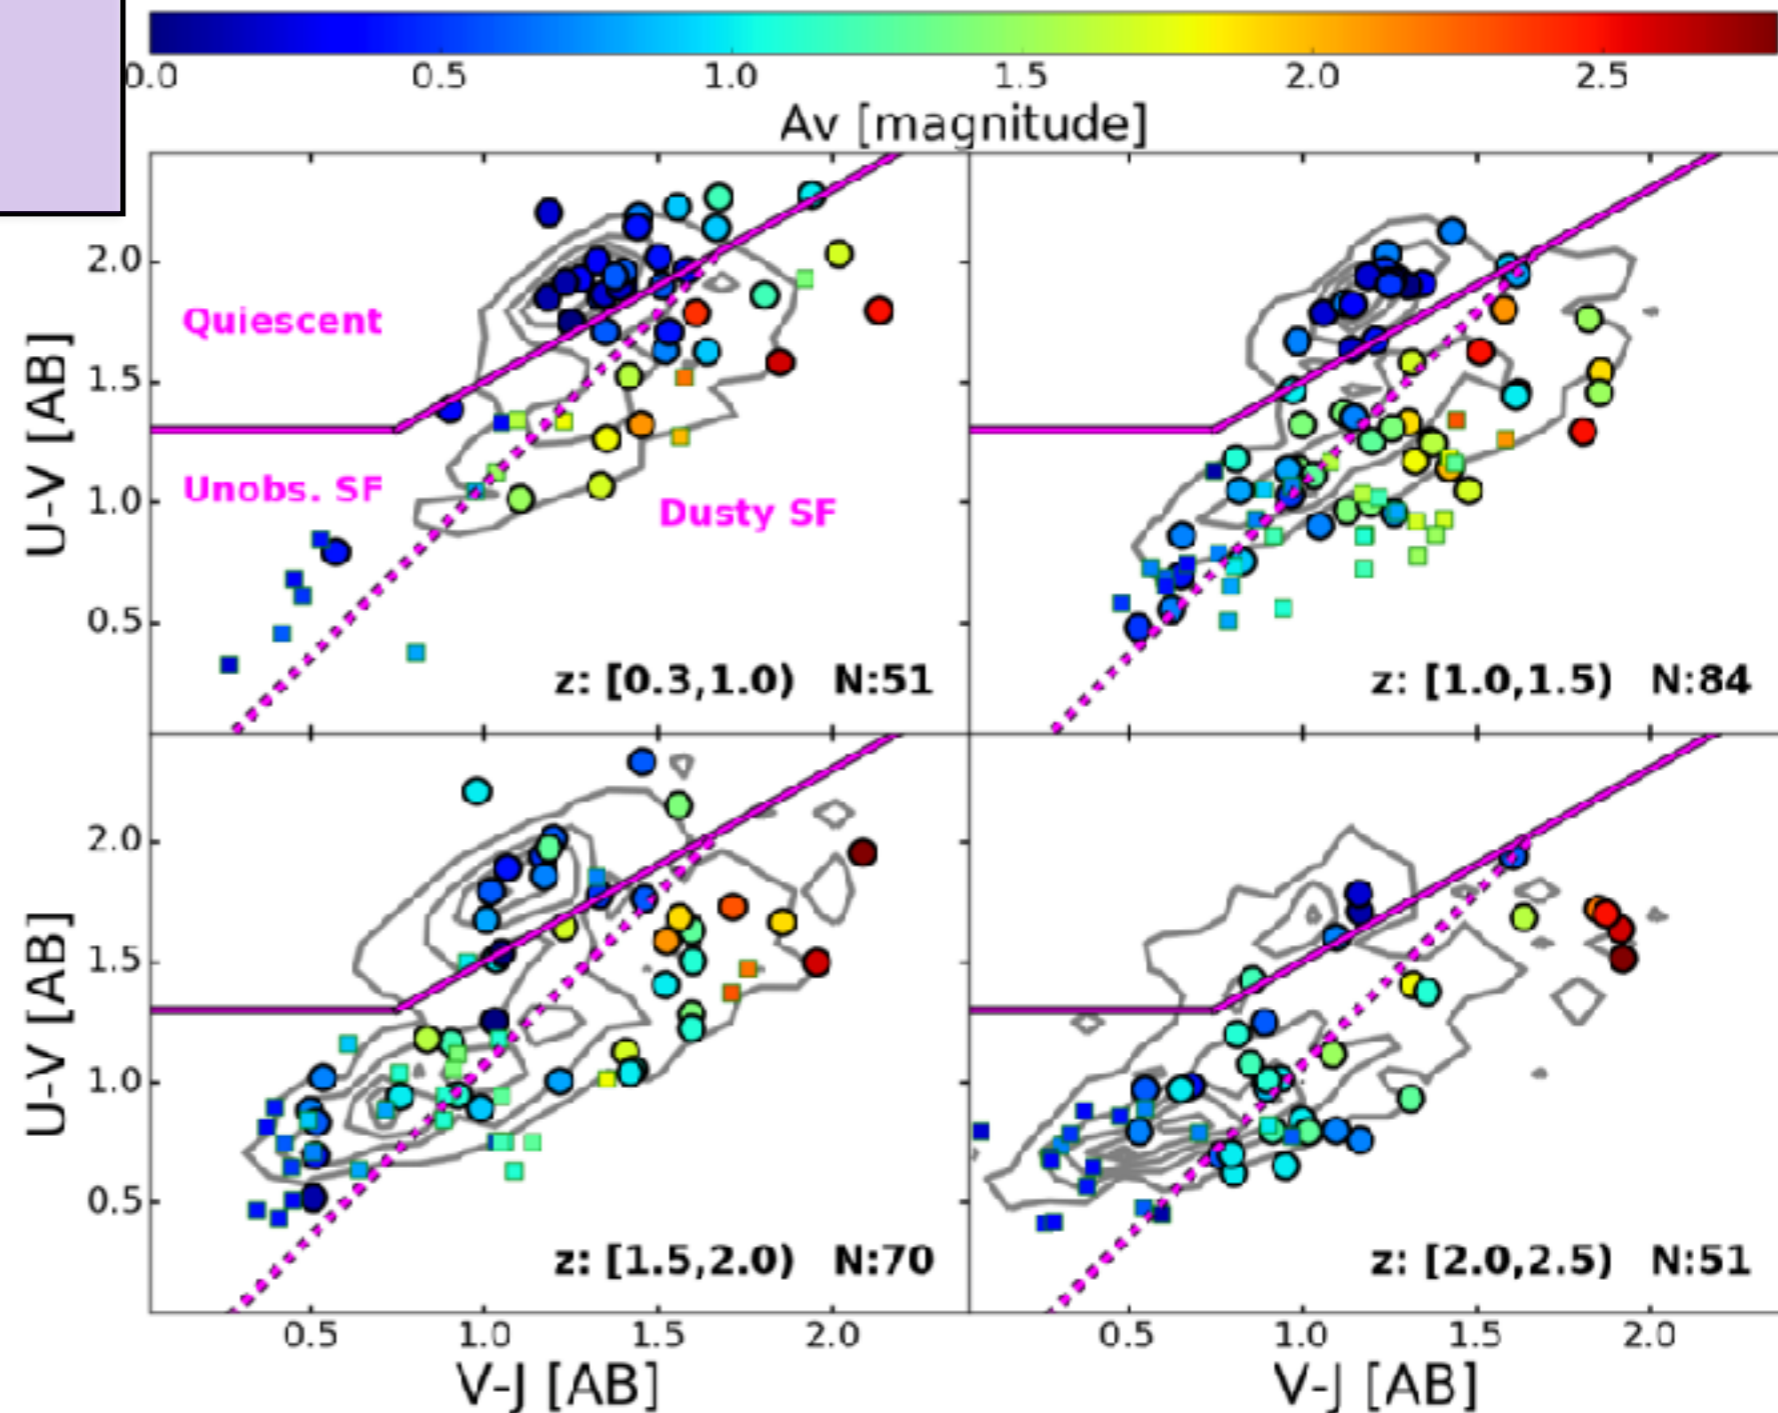 0.0 0.5 1.0 1.5 2.0 2.5
Av [magnitude]
2.0
1.5
1.0
0.5
U-V [AB]
Quiescent
Unobs. SF
Dusty SF
z: [0.3,1.0) N:51
z: [1.0,1.5) N:84
2.0
1.5
1.0
0.5
U-V [AB]
z: [1.5,2.0) N:70
z: [2.0,2.5) N:51
0.5 1.0 1.5 2.0
0.5 1.0 1.5 2.0
V-J [AB]
V-J [AB]